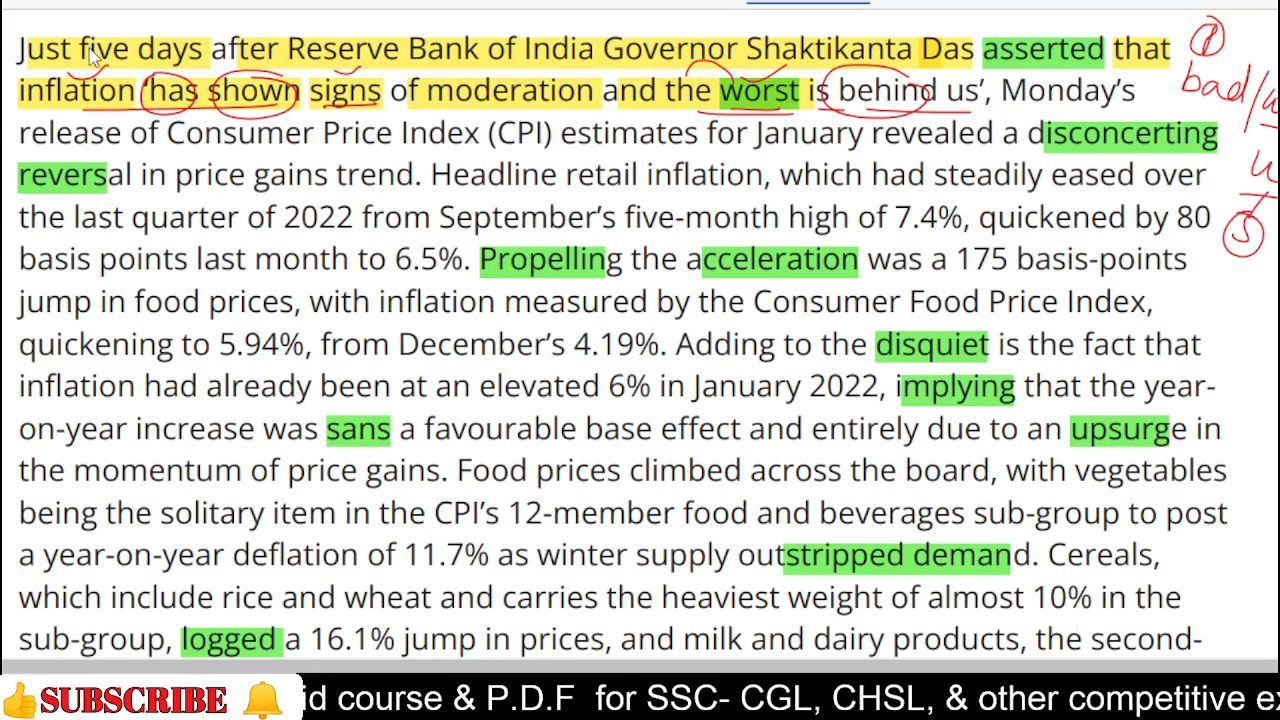 Just five days after Reserve Bank of India Governor Shaktikanta Das asserted that
inflation ‘has shown signs of moderation and the worst is behind us’, Monday’s
release of Consumer Price Index (CPI) estimates for January revealed a disconcerting
reversal in price gains trend. Headline retail inflation, which had steadily eased over
the last quarter of 2022 from September’s five-month high of 7.4%, quickened by 80
basis points last month to 6.5%. Propelling the acceleration was a 175 basis-points
jump in food prices, with inflation measured by the Consumer Food Price Index,
quickening to 5.94%, from December’s 4.19%. Adding to the disquiet is the fact that
inflation had already been at an elevated 6% in January 2022, implying that the year-
on-year increase was sans a favourable base effect and entirely due to an upsurge in
the momentum of price gains. Food prices climbed across the board, with vegetables
being the solitary item in the CPI’s 12-member food and beverages sub-group to post
a year-on-year deflation of 11.7% as winter supply outstripped demand. Cereals,
which include rice and wheat and carries the heaviest weight of almost 10% in the
sub-group, logged a 16.1% jump in prices, and milk and dairy products, the second-
bad/
SUBSCRIBE
id course & P.D.F for SSC- CGL, CHSL, & other competitive ex